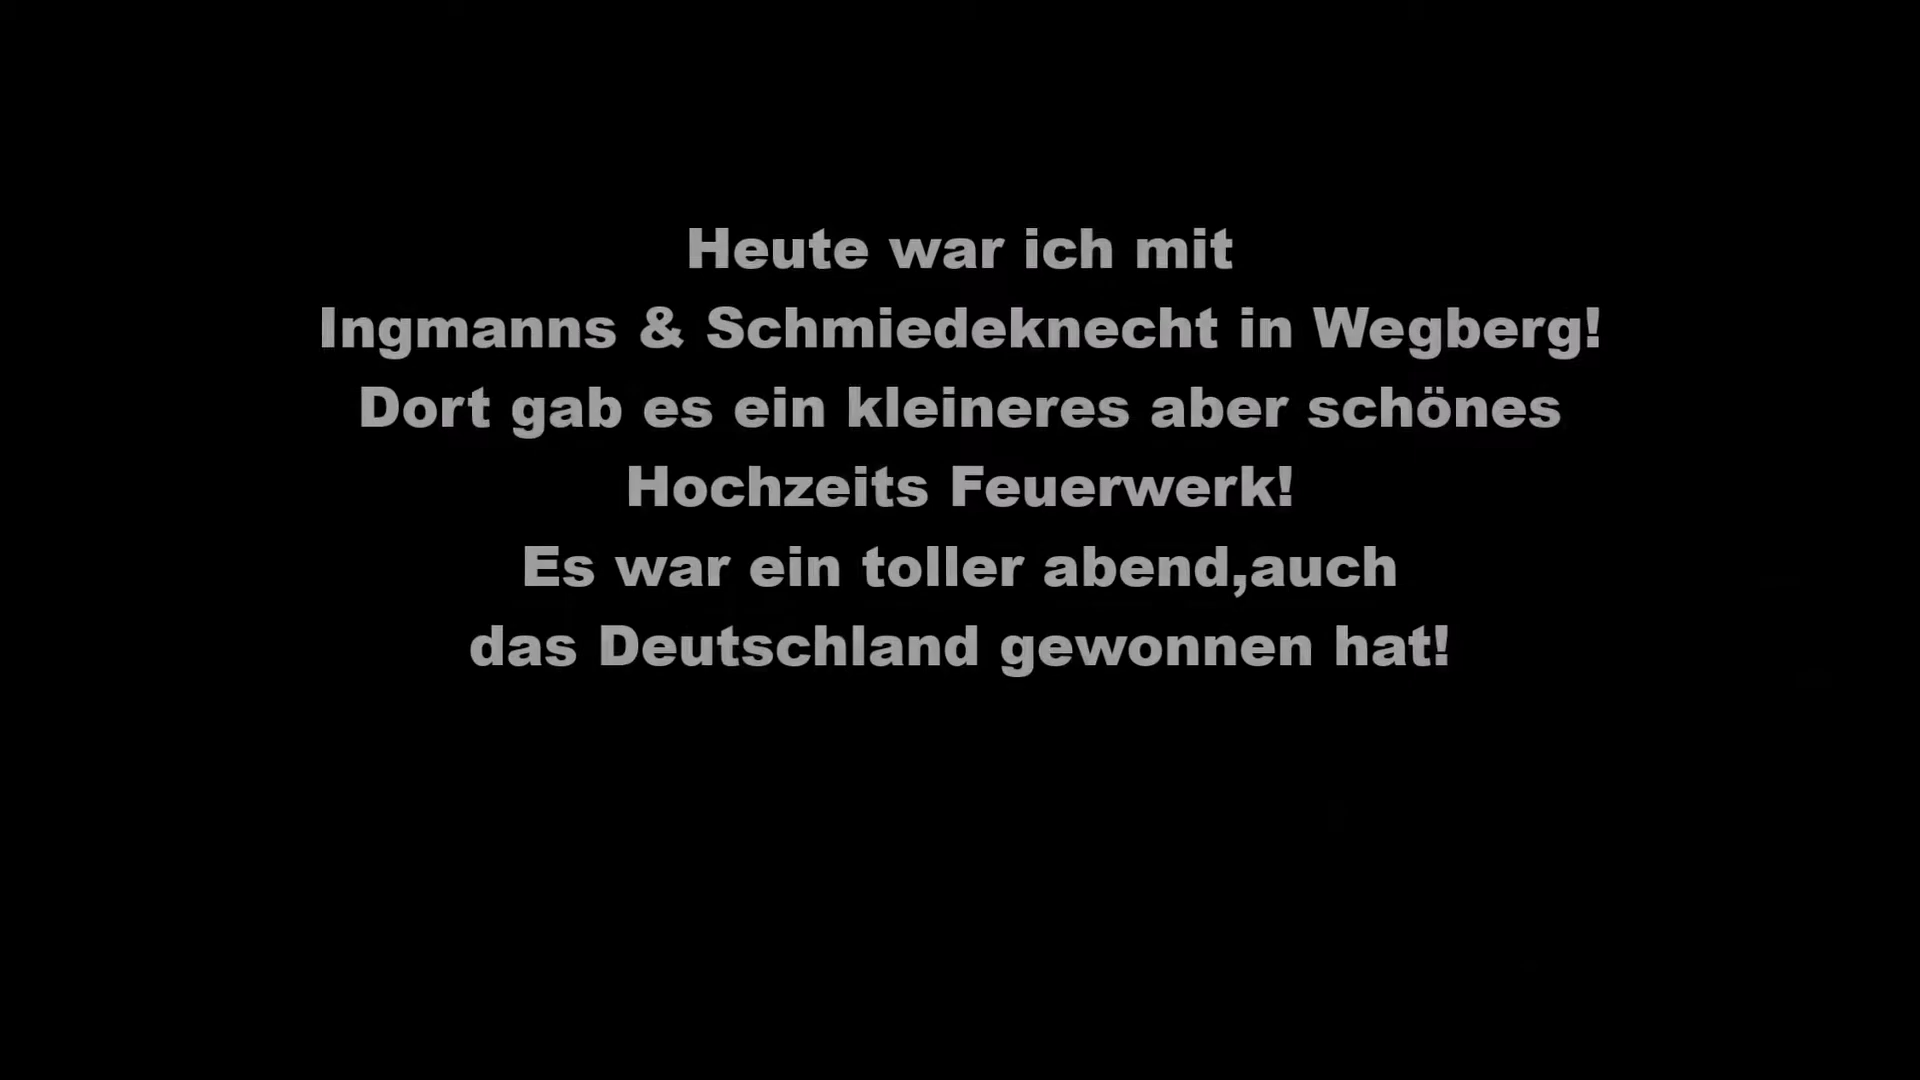 Heute war ich mit
Ingmanns & Schmiedeknecht in Wegberg!
Dort gab es ein kleineres aber schönes
Hochzeits Feuerwerk!
Es war ein toller abend,auch
das Deutschland gewonnen hat!